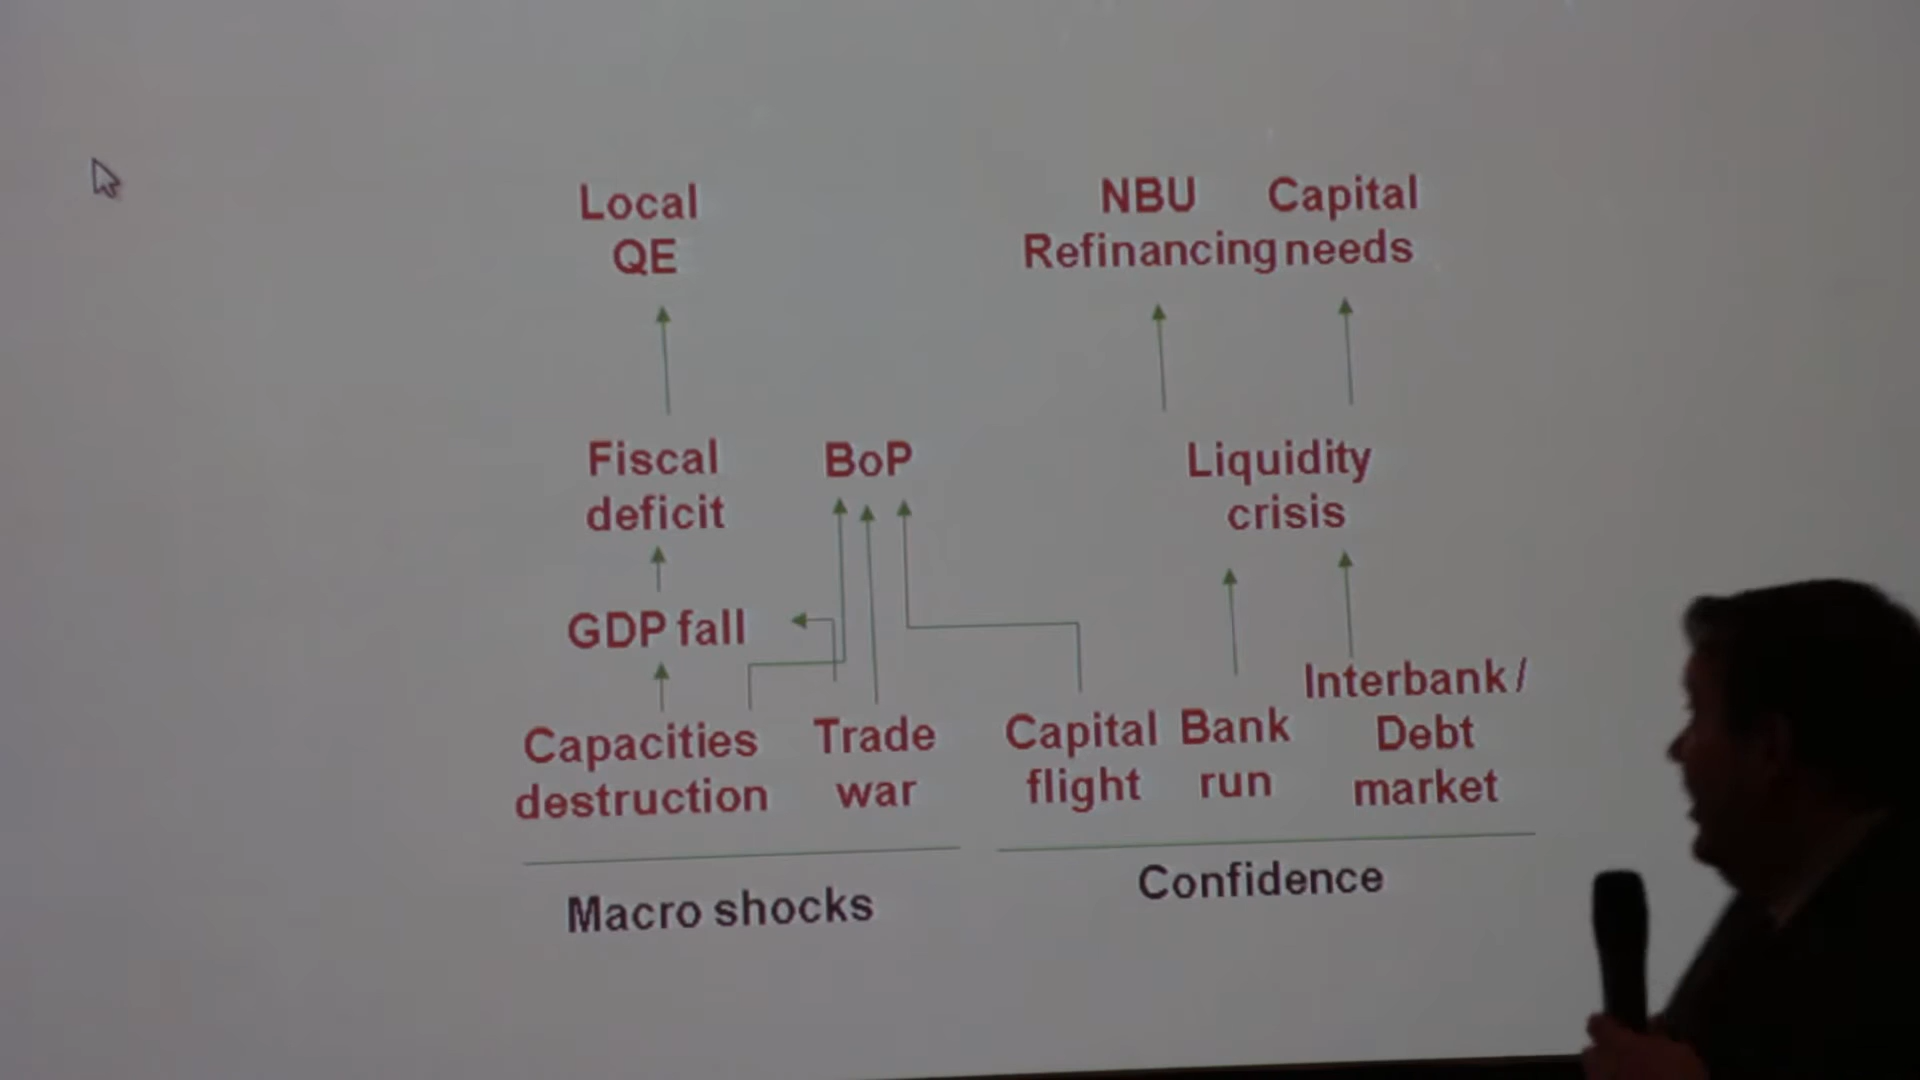 Local
QE
NBU
Refinancing
Capital
needs
Fiscal
deficit
BoP
Liquidity
crisis
GDP fall
Capacities
destruction
Trade
war
Capital
flight
Bank
run
Interbank /
Debt
market
Macro shocks
Confidence